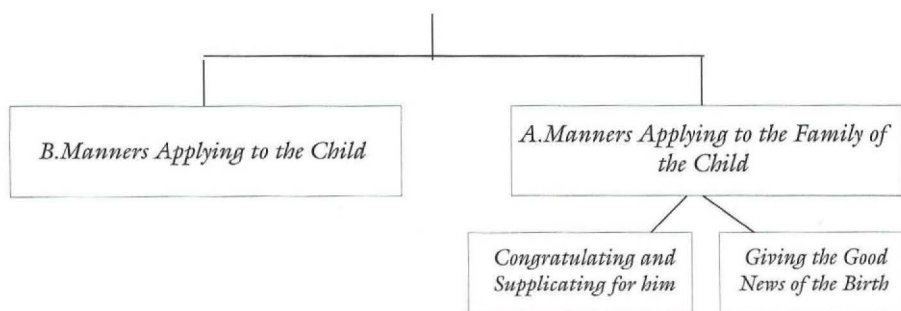 B.Manners Applying to the Child
A.Manners Applying to the Family of
the Child
Congratulating and
Supplicating for him
Giving the Good
News of the Birth